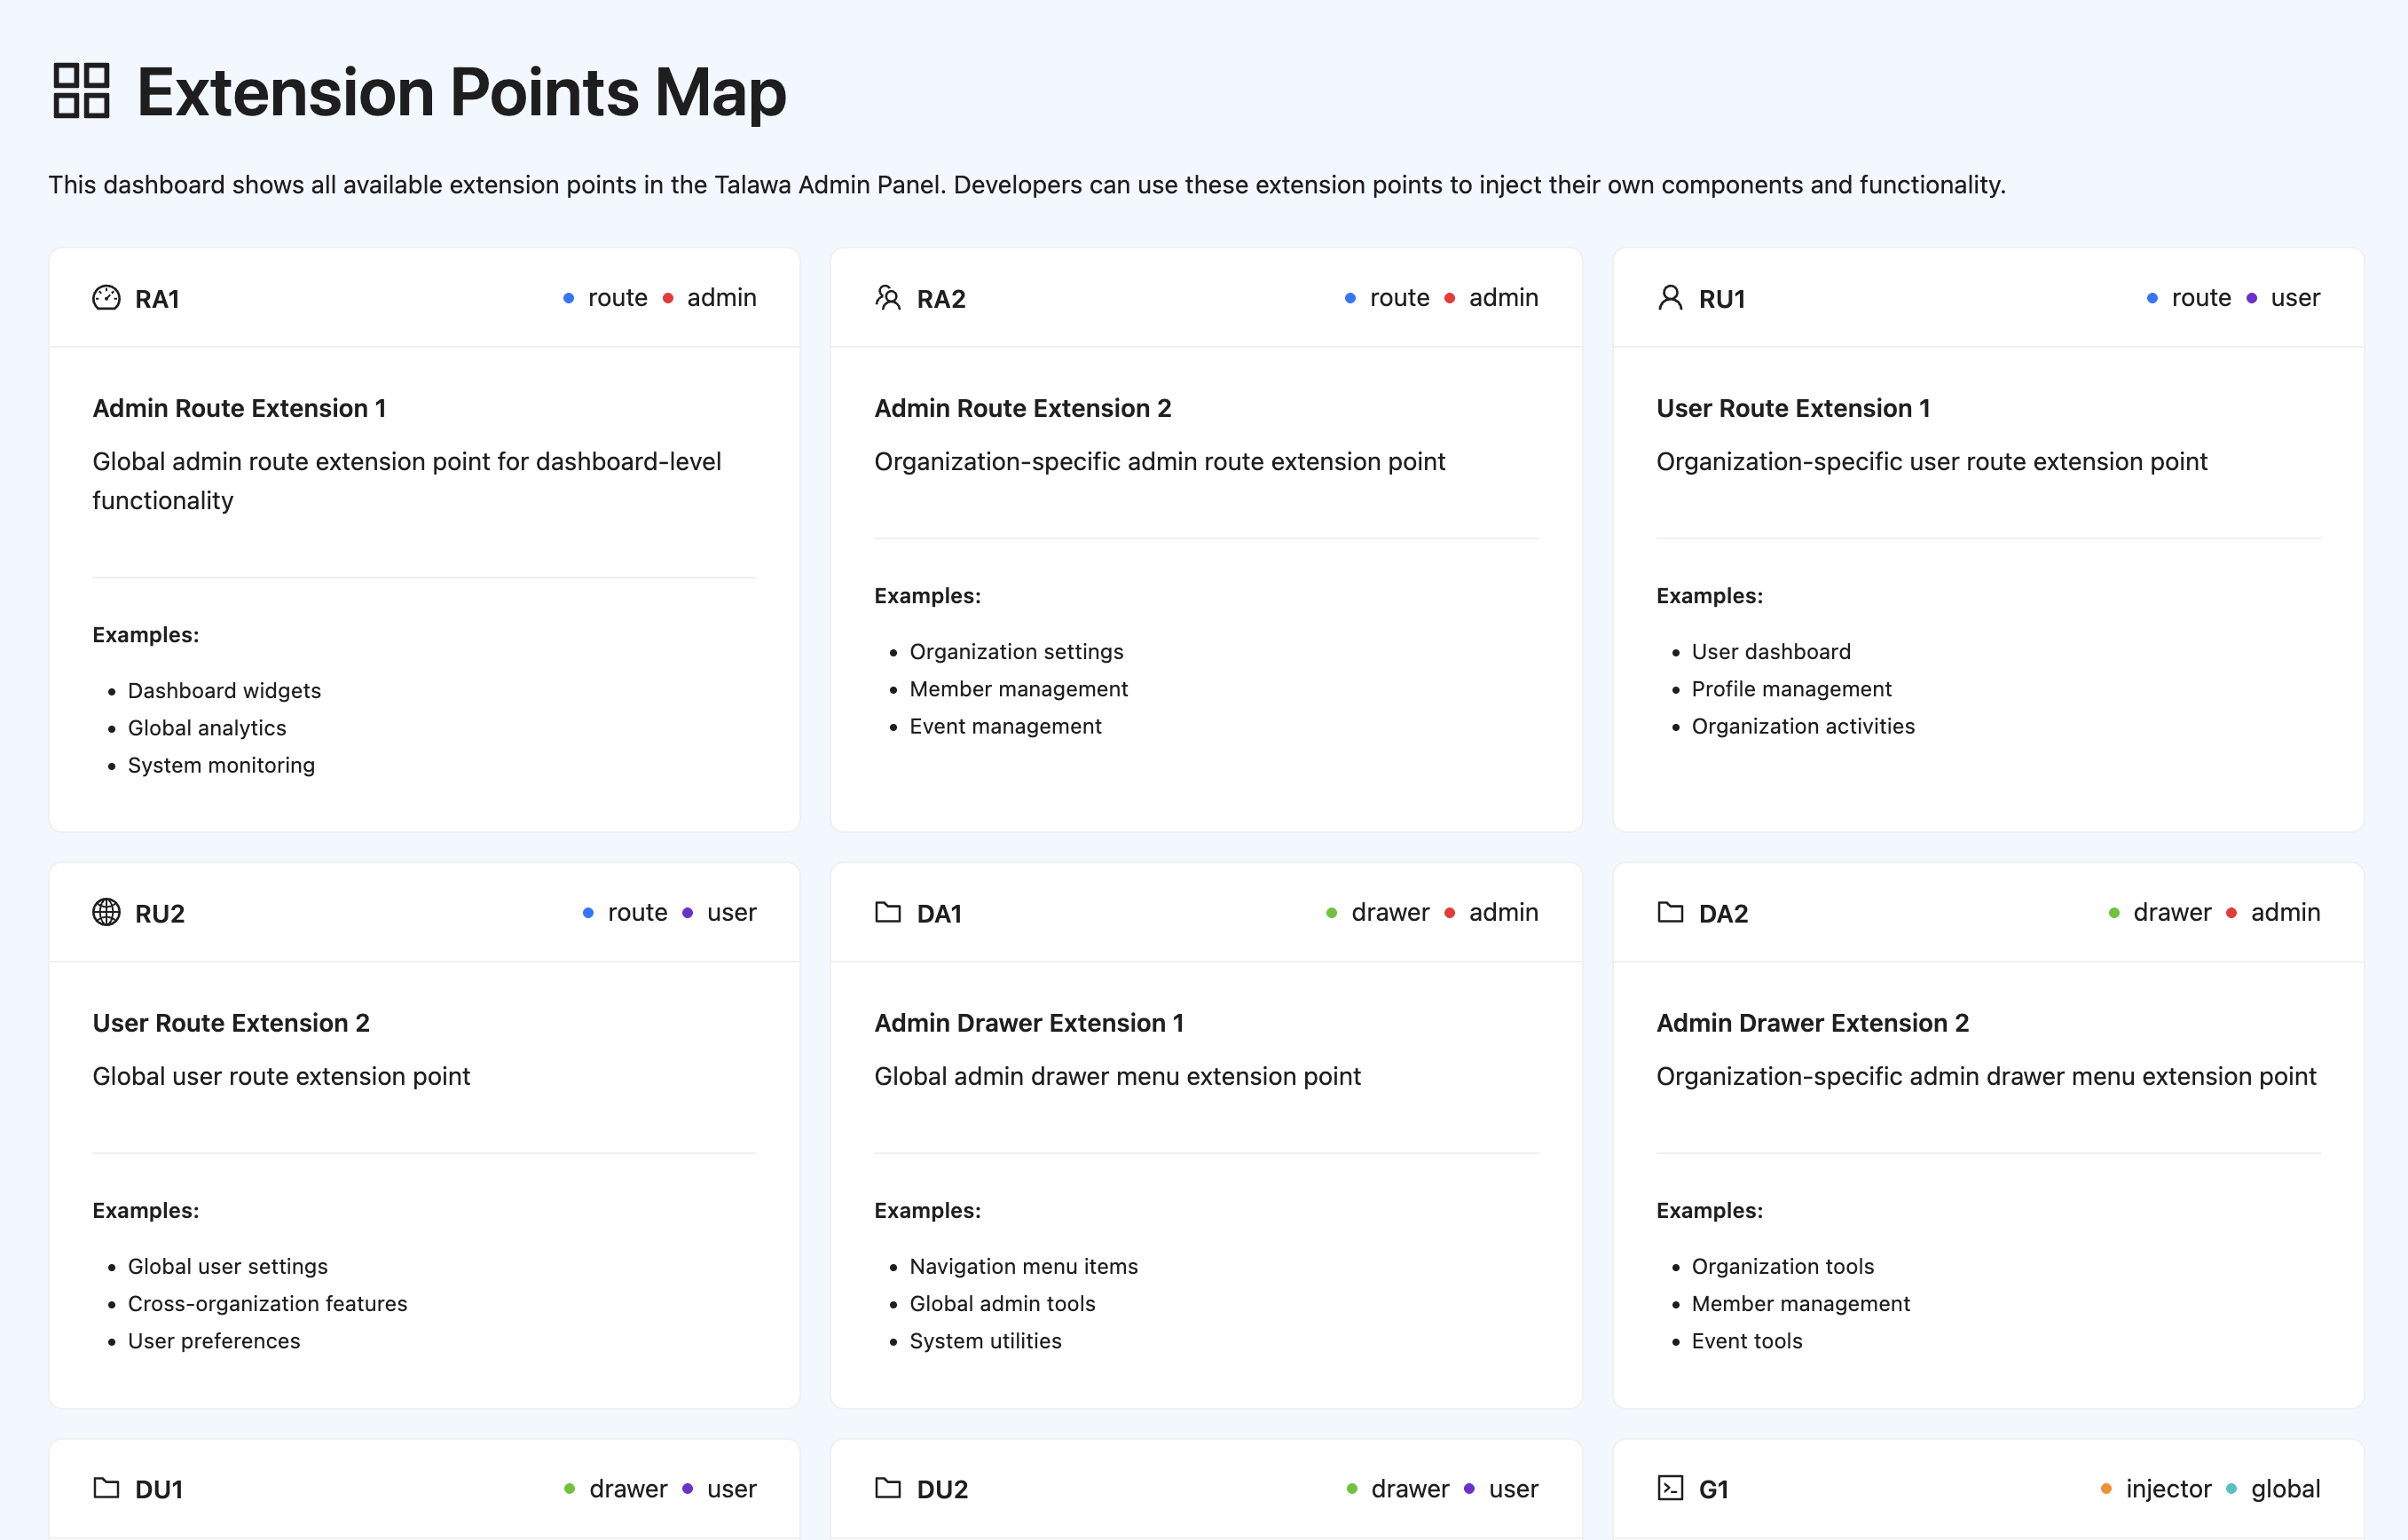 Extension Points Map
This dashboard shows all available extension points in the Talawa Admin Panel. Developers can use these extension points to inject their own components and functionality.
RA1 route admin
Admin Route Extension 1
Global admin route extension point for dashboard-level
functionality
Examples:
Dashboard widgets
Global analytics
System monitoring
RA2 route admin
Admin Route Extension 2
Organization-specific admin route extension point
Examples:
Organization settings
Member management
Event management
RU1 route user
User Route Extension 1
Organization-specific user route extension point
Examples:
User dashboard
Profile management
Organization activities
RU2 route user
User Route Extension 2
Global user route extension point
Examples:
Global user settings
Cross-organization features
User preferences
DA1 drawer admin
Admin Drawer Extension 1
Global admin drawer menu extension point
Examples:
Navigation menu items
Global admin tools
System utilities
DA2 drawer admin
Admin Drawer Extension 2
Organization-specific admin drawer menu extension point
Examples:
Organization tools
Member management
Event tools
DU1 drawer user
DU2 drawer user
G1 injector global